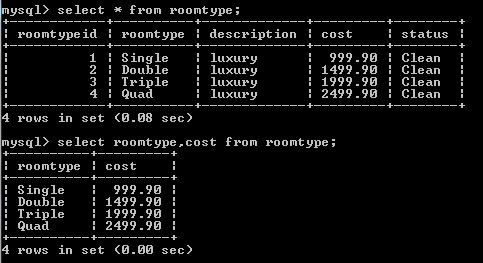 mysql> select * from roomtype;
+------------+----------+-------------+---------+--------+
| roomtypeid | roomtype | description | cost    | status |
+------------+----------+-------------+---------+--------+
|          1 | Single   | luxury      |  999.90 | Clean  |
|          2 | Double   | luxury      | 1499.90 | Clean  |
|          3 | Triple   | luxury      | 1999.90 | Clean  |
|          4 | Quad     | luxury      | 2499.90 | Clean  |
+------------+----------+-------------+---------+--------+
4 rows in set (0.08 sec)
mysql> select roomtype,cost from roomtype;
+----------+---------+
| roomtype | cost    |
+----------+---------+
| Single   |  999.90 |
| Double   | 1499.90 |
| Triple   | 1999.90 |
| Quad     | 2499.90 |
+----------+---------+
4 rows in set (0.00 sec)